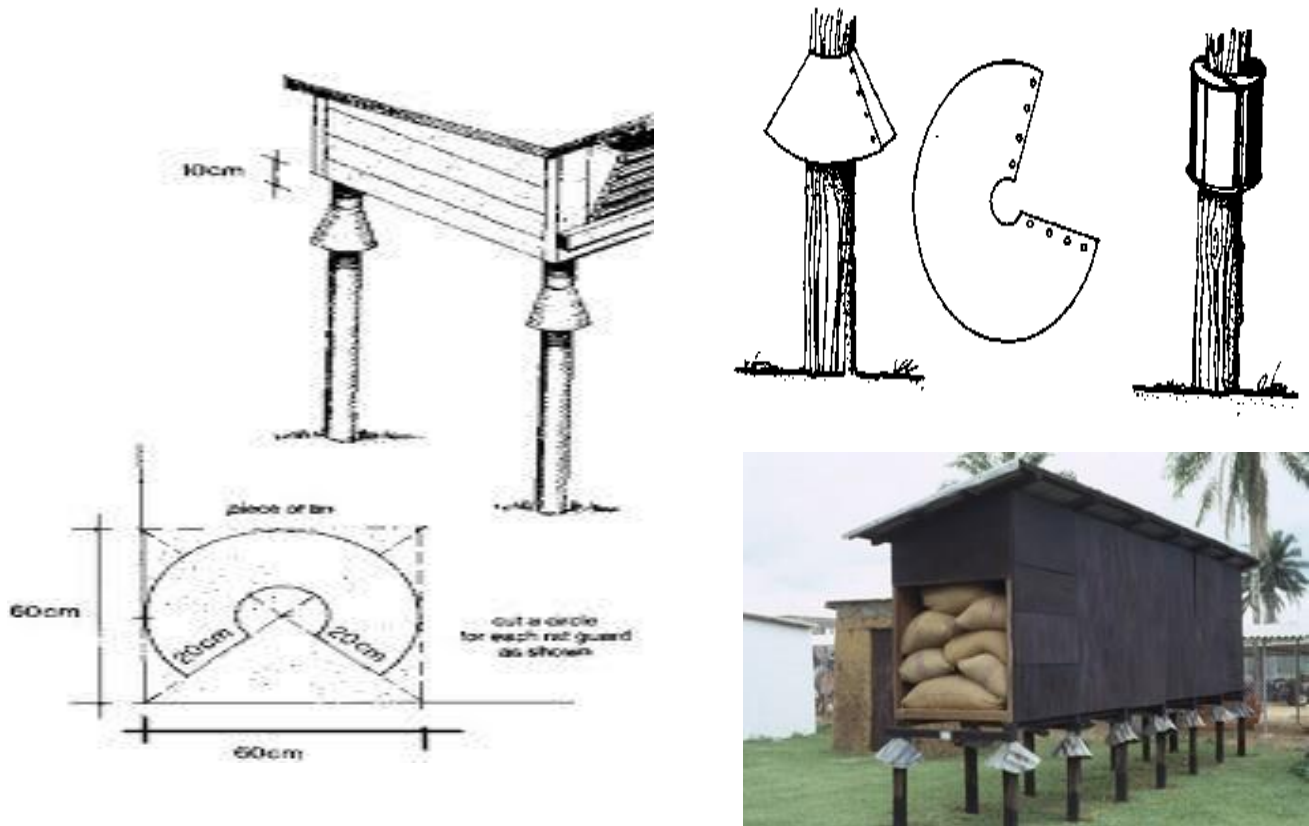 10cm
piece of tin
60cm
20cm
20cm
cut a circle
for each rat guard
as shown
60cm